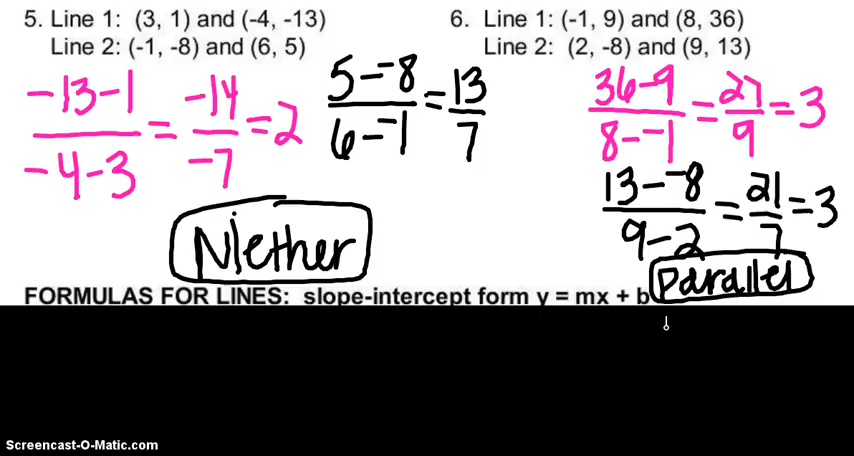 5. Line 1: (3, 1) and (-4, -13)
Line 2: (-1, -8) and (6, 5)
-13-1/-4-3 = -14/-7 = 2
5--8/6--1 = 13/7
Niether
6. Line 1: (-1, 9) and (8, 36)
Line 2: (2, -8) and (9, 13)
36-9/8--1 = 27/9 = 3
13--8/9-2 = 21/7 = 3
parallel
FORMULAS FOR LINES: slope-intercept form y = mx + b
Screencast-O-Matic.com